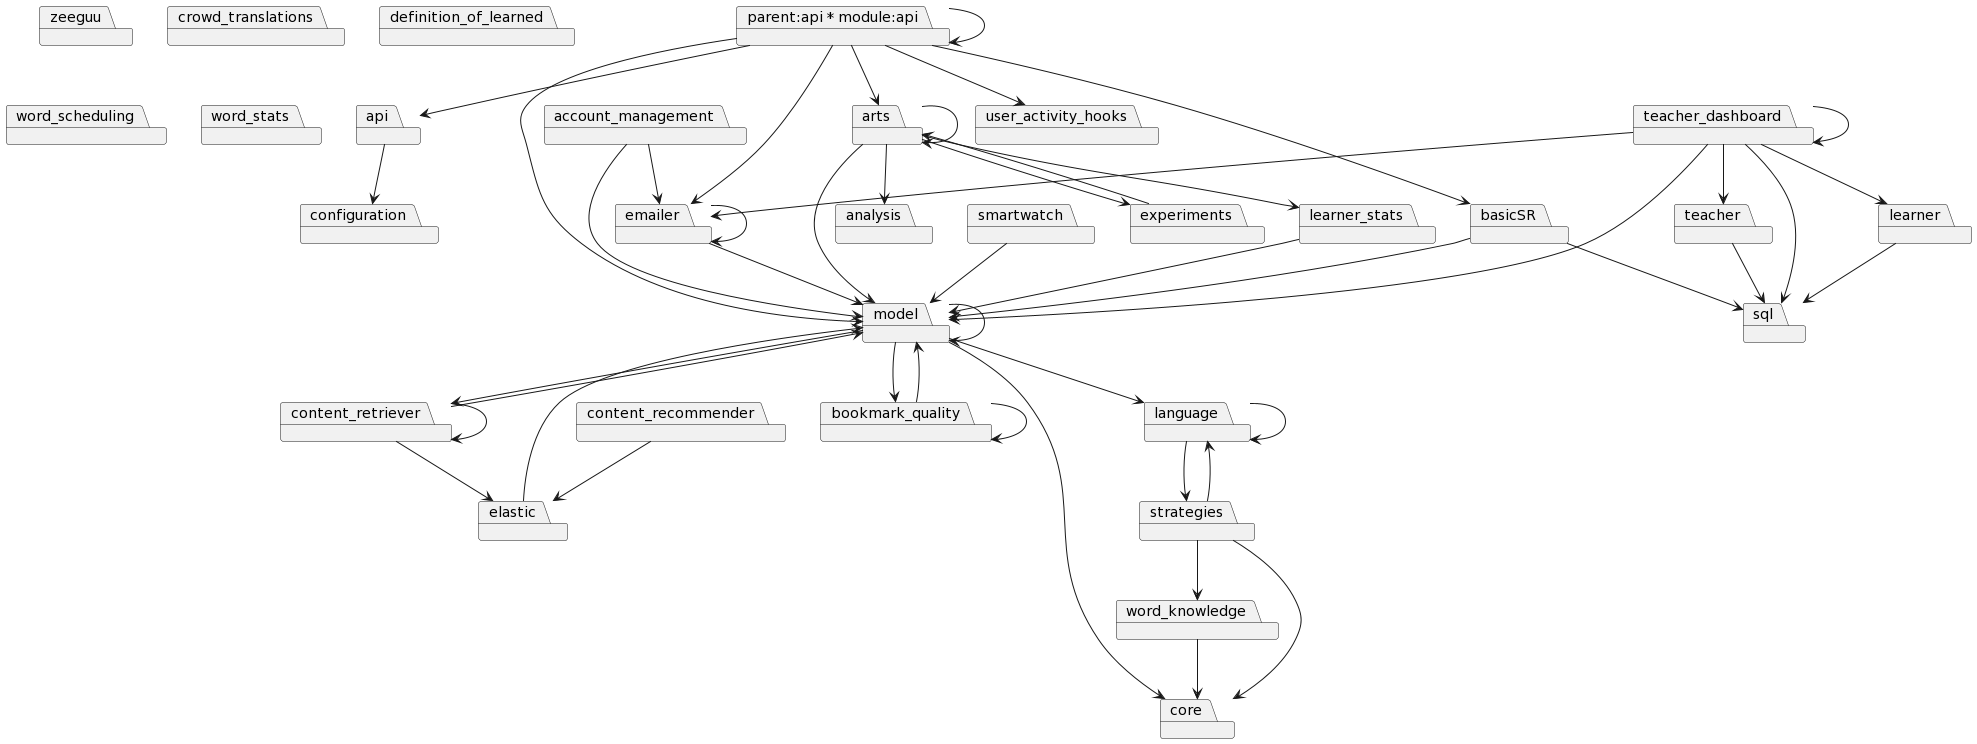 zeeguu
crowd_translations
definition_of_learned
parent:api * module:api
word_scheduling
word_stats
api
account_management
arts
user_activity_hooks
teacher_dashboard
configuration
emailer
analysis
smartwatch
experiments
learner_stats
basicSR
teacher
learner
model
sql
content_retriever
content_recommender
bookmark_quality
language
elastic
strategies
word_knowledge
core